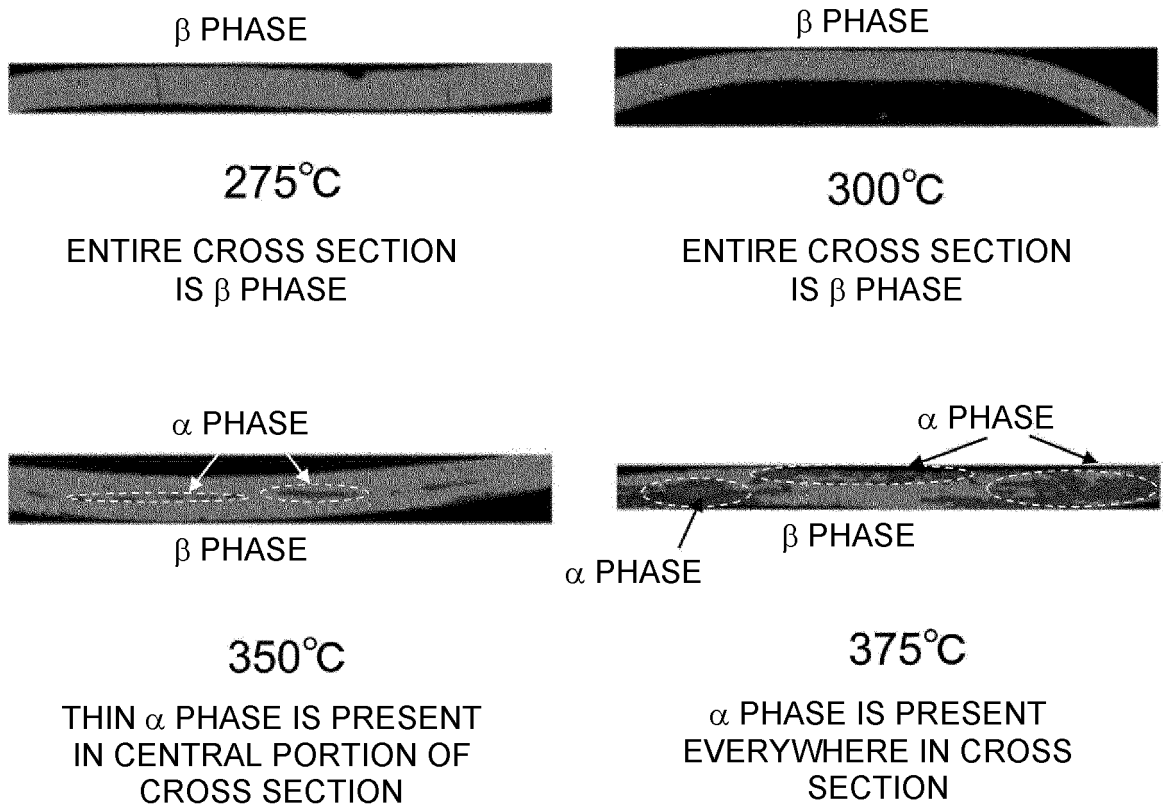 β PHASE
275℃
ENTIRE CROSS SECTION
IS β PHASE
β PHASE
300℃
ENTIRE CROSS SECTION
IS β PHASE
α PHASE
β PHASE
350℃
THIN α PHASE IS PRESENT
IN CENTRAL PORTION OF
CROSS SECTION
α PHASE
β PHASE
α PHASE
375℃
α PHASE IS PRESENT
EVERYWHERE IN CROSS
SECTION